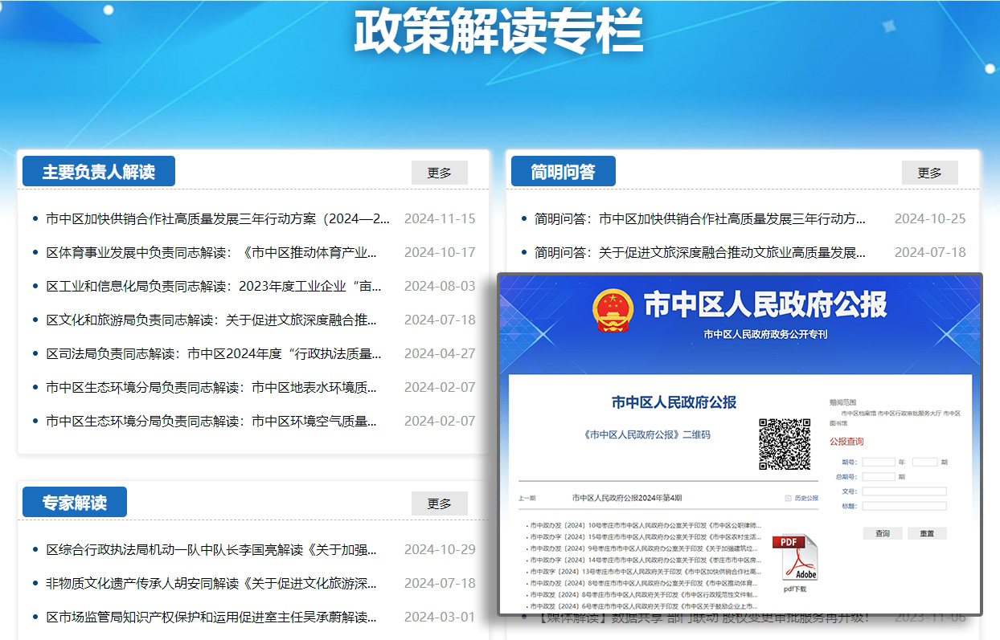 政策解读专栏
主要负责人解读
更多
市中区加快供销合作社高质量发展三年行动方案（2024—2... 2024-11-15
区体育事业发展中负责同志解读：《市中区推动体育产业... 2024-10-17
区工业和信息化局负责同志解读：2023年度工业企业“亩... 2024-08-03
区文化和旅游局负责同志解读：关于促进文旅深度融合推... 2024-07-18
区司法局负责同志解读：市中区2024年度“行政执法质量... 2024-04-27
市中区生态环境分局负责同志解读：市中区地表水环境质... 2024-02-07
市中区生态环境分局负责同志解读：市中区环境空气质量... 2024-02-07
简明问答
更多
简明问答：市中区加快供销合作社高质量发展三年行动方... 2024-10-25
简明问答：关于促进文旅深度融合推动文旅业高质量发展... 2024-07-18
专家解读
更多
区综合行政执法局机动一队中队长李国亮解读《关于加强... 2024-10-29
非物质文化遗产传承人胡安同解读《关于促进文化旅游深... 2024-07-18
区市场监管局知识产权保护和运用促进室主任吴承蔚解读... 2024-03-01
市中区人民政府公报
市中区人民政府政务公开专刊
市中区人民政府公报
《市中区人民政府公报》二维码
赠阅范围
市中区档案馆 市中区行政审批服务大厅 市中区
图书馆
公报查询
期号： 年 期
总期号： 期
文号：
标题：
查询 重置
上一期 市中区人民政府公报2024年第4期 历史公报
市中政办发〔2024〕10号枣庄市市中区人民政府办公室关于印发《市中区公职律师...
市中政办字〔2024〕15号枣庄市市中区人民政府办公室关于印发《市中区农村生活...
市中政办发〔2024〕9号枣庄市市中区人民政府办公室关于印发《关于加强建筑垃...
市中政办字〔2024〕14号枣庄市市中区人民政府办公室关于印发《枣庄市市中区房...
市中政字〔2024〕13号枣庄市市中区人民政府关于印发《市中区加快供销合作社高...
市中政办发〔2024〕8号枣庄市市中区人民政府办公室关于印发《市中区推动体育...
市中政发〔2024〕8号枣庄市市中区人民政府关于印发《市中区行政规范性文件制...
市中政发〔2024〕6号枣庄市市中区人民政府关于印发《市中区关于鼓励企业上市...
PDF
Adobe
pdf下载
【媒体解读】数据共享 部门联动 股权变更审批服务再升级！ 2023-11-06